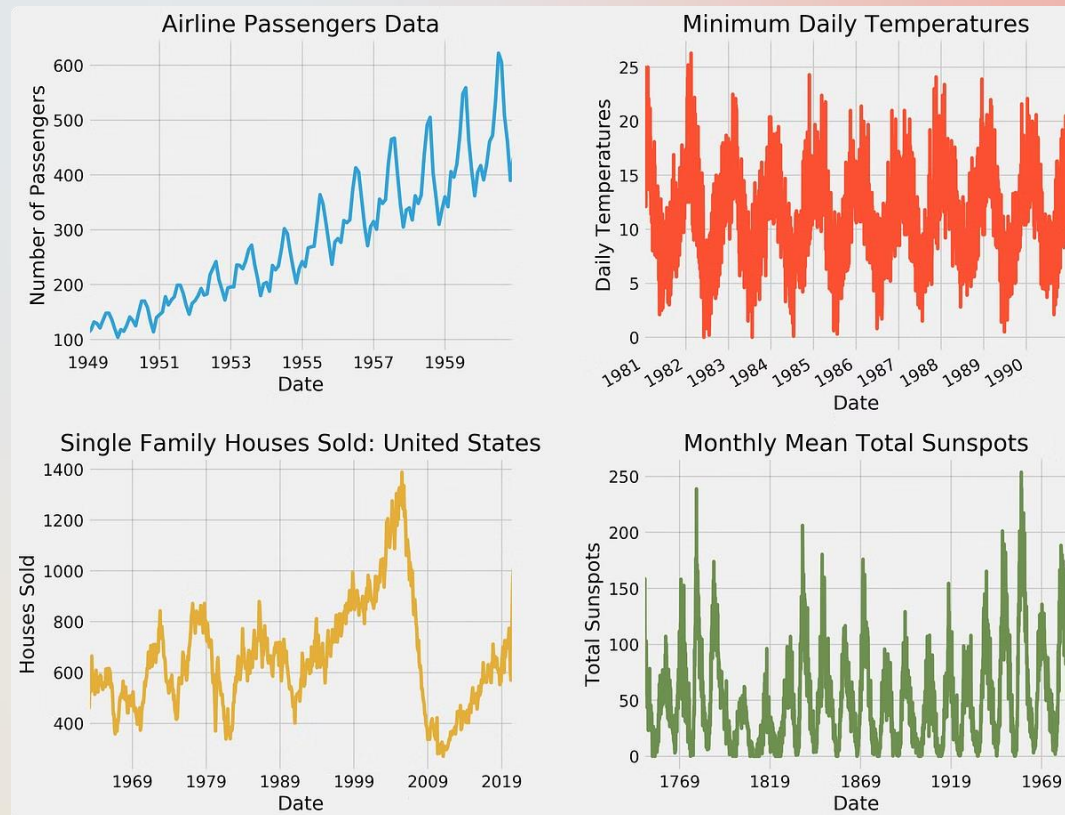 Airline Passengers Data
Number of Passengers
600
500
400
300
200
100
1949 1951 1953 1955 1957 1959
Date
Minimum Daily Temperatures
Daily Temperatures
25
20
15
10
5
0
1981 1982 1983 1984 1985 1986 1987 1988 1989 1990
Date
Single Family Houses Sold: United States
Houses Sold
1400
1200
1000
800
600
400
1969 1979 1989 1999 2009 2019
Date
Monthly Mean Total Sunspots
Total Sunspots
250
200
150
100
50
0
1769 1819 1869 1919 1969
Date